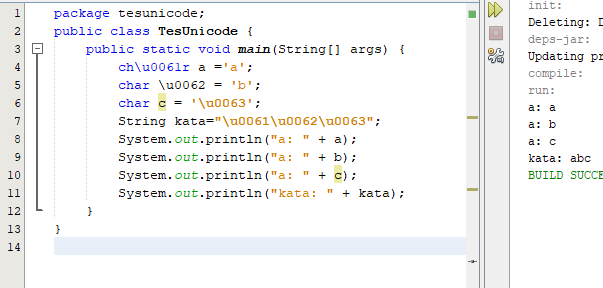 1 package tesunicode;
2 public class TesUnicode {
3 public static void main(String[] args) {
4 ch\u0061r a ='a';
5 char \u0062 = 'b';
6 char c = '\u0063';
7 String kata="\u0061\u0062\u0063";
8 System.out.println("a: " + a);
9 System.out.println("a: " + b);
10 System.out.println("a: " + c);
11 System.out.println("kata: " + kata);
12 }
13 }
14
init:
Deleting: D
deps-jar:
Updating pr
compile:
run:
a: a
a: b
a: c
kata: abc
BUILD SUCCE